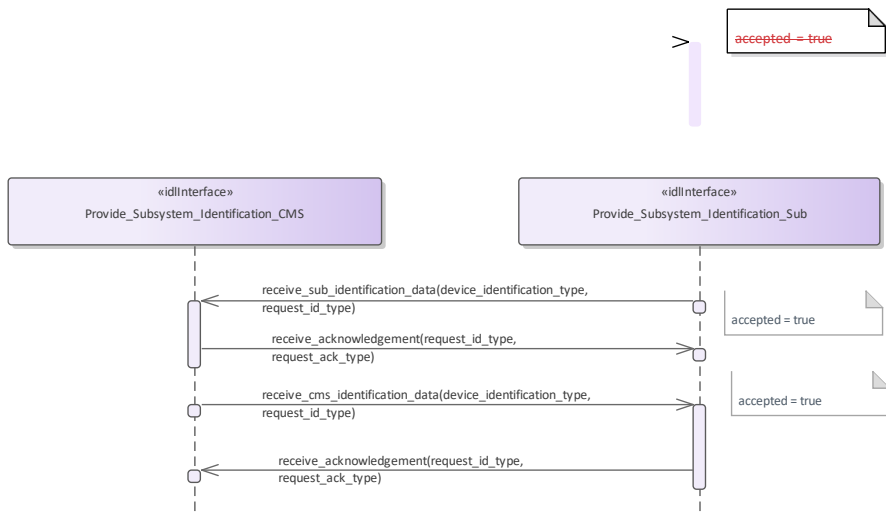 accepted = true
«idlInterface»
Provide_Subsystem_Identification_CMS
«idlInterface»
Provide_Subsystem_Identification_Sub
receive_sub_identification_data(device_identification_type,
request_id_type)
accepted = true
receive_acknowledgement(request_id_type,
request_ack_type)
receive_cms_identification_data(device_identification_type,
request_id_type)
accepted = true
receive_acknowledgement(request_id_type,
request_ack_type)